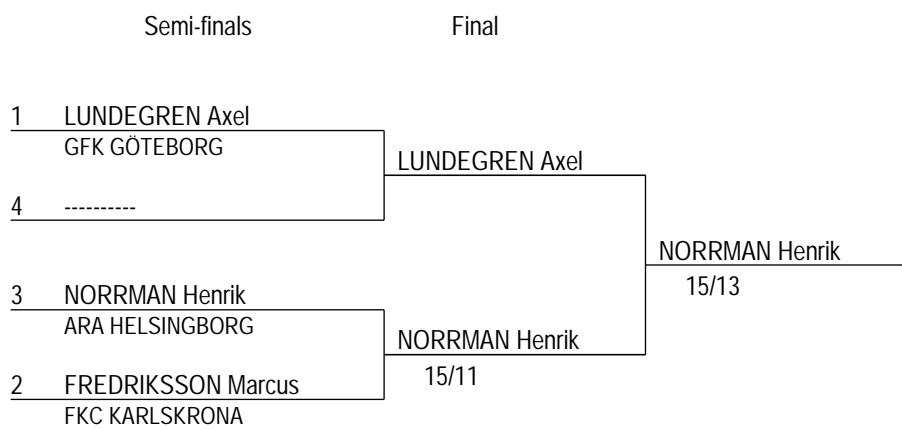 Semi-finals Final
1 LUNDEGREN Axel
GFK GÖTEBORG
LUNDEGREN Axel
4 ----------
NORRMAN Henrik
15/13
3 NORRMAN Henrik
ARA HELSINGBORG
NORRMAN Henrik
15/11
2 FREDRIKSSON Marcus
FKC KARLSKRONA